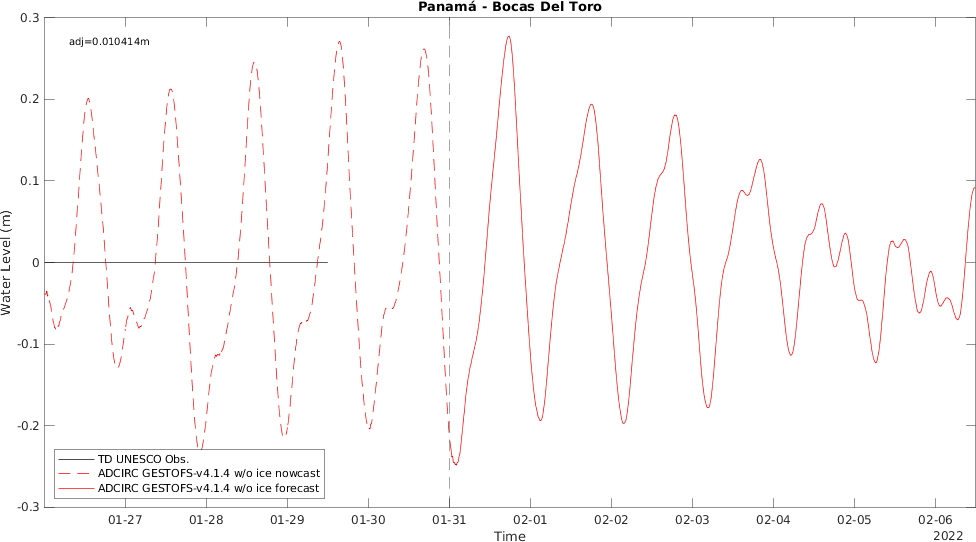 Panamá - Bocas Del Toro
adj=0.010414m
0.3
0.2
0.1
0
-0.1
-0.2
-0.3
Water Level (m)
TD UNESCO Obs.
ADCIRC GESTOFS-v4.1.4 w/o ice nowcast
ADCIRC GESTOFS-v4.1.4 w/o ice forecast
01-27 01-28 01-29 01-30 01-31 02-01 02-02 02-03 02-04 02-05 02-06
Time
2022